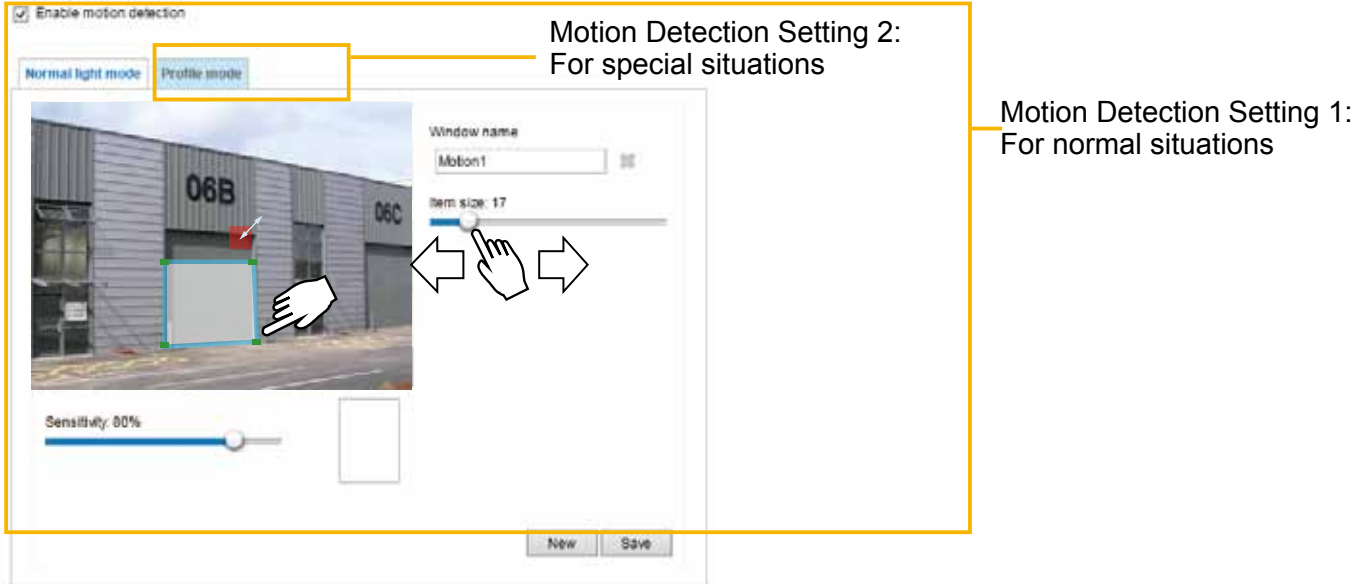 Enable motion detection
Motion Detection Setting 2:
For special situations
Normal light mode
Profile mode
Motion Detection Setting 1:
For normal situations
Window name
Motion1
06B
06C
Item size: 17
Sensitivity: 80%
New
Save